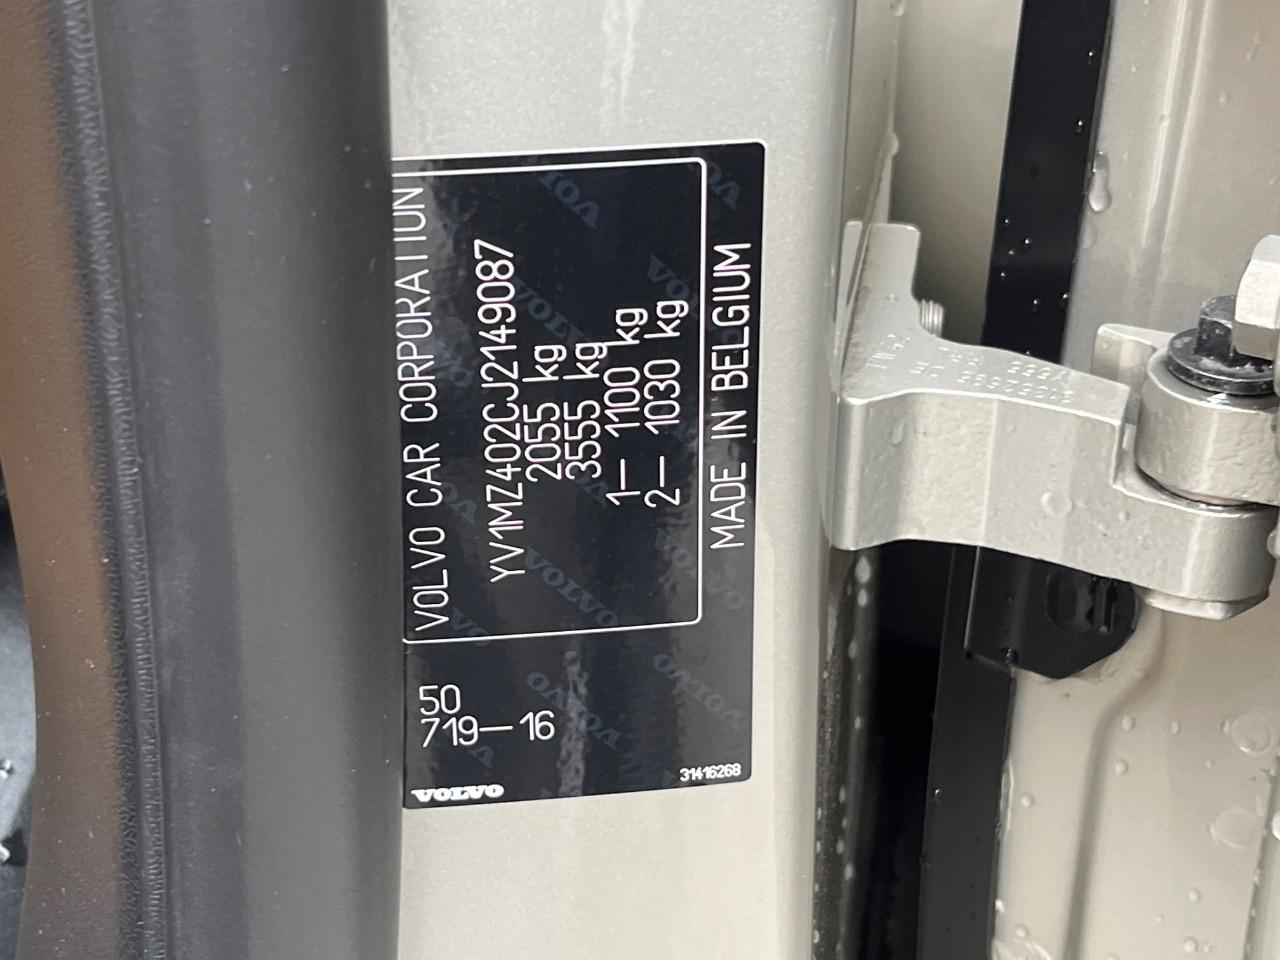 VOLVO CAR CORPORATION
YV1MZ402CJ2149087
2055 kg
3555 kg
1— 1100 kg
2— 1030 kg
MADE IN BELGIUM
50
719—16
VOLVO
31416268